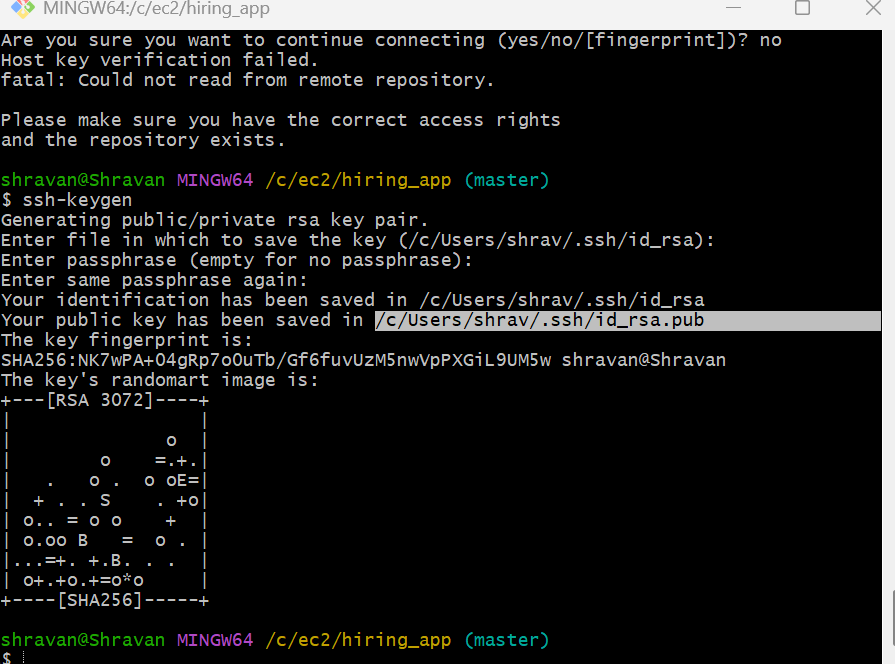 MINGW64:/c/ec2/hiring_app
Are you sure you want to continue connecting (yes/no/[fingerprint])? no
Host key verification failed.
fatal: Could not read from remote repository.
Please make sure you have the correct access rights
and the repository exists.
shravan@Shravan MINGW64 /c/ec2/hiring_app (master)
$ ssh-keygen
Generating public/private rsa key pair.
Enter file in which to save the key (/c/Users/shrav/.ssh/id_rsa):
Enter passphrase (empty for no passphrase):
Enter same passphrase again:
Your identification has been saved in /c/Users/shrav/.ssh/id_rsa
Your public key has been saved in /c/Users/shrav/.ssh/id_rsa.pub
The key fingerprint is:
SHA256:NK7wPA+O4gRp7oOuTb/Gf6fuvUzM5nwVpPXGiL9UM5w shravan@Shravan
The key's randomart image is:
+---[RSA 3072]----+
|                 |
|              o  |
|        o    =.+.|
|   .   o .  o oE=|
|  + . . S    . +o|
| o.. = o o    +  |
| o.oo B   =  o . |
|...=+. +.B. . .  |
| o+.+o.+=o*o     |
+----[SHA256]-----+
shravan@Shravan MINGW64 /c/ec2/hiring_app (master)
$